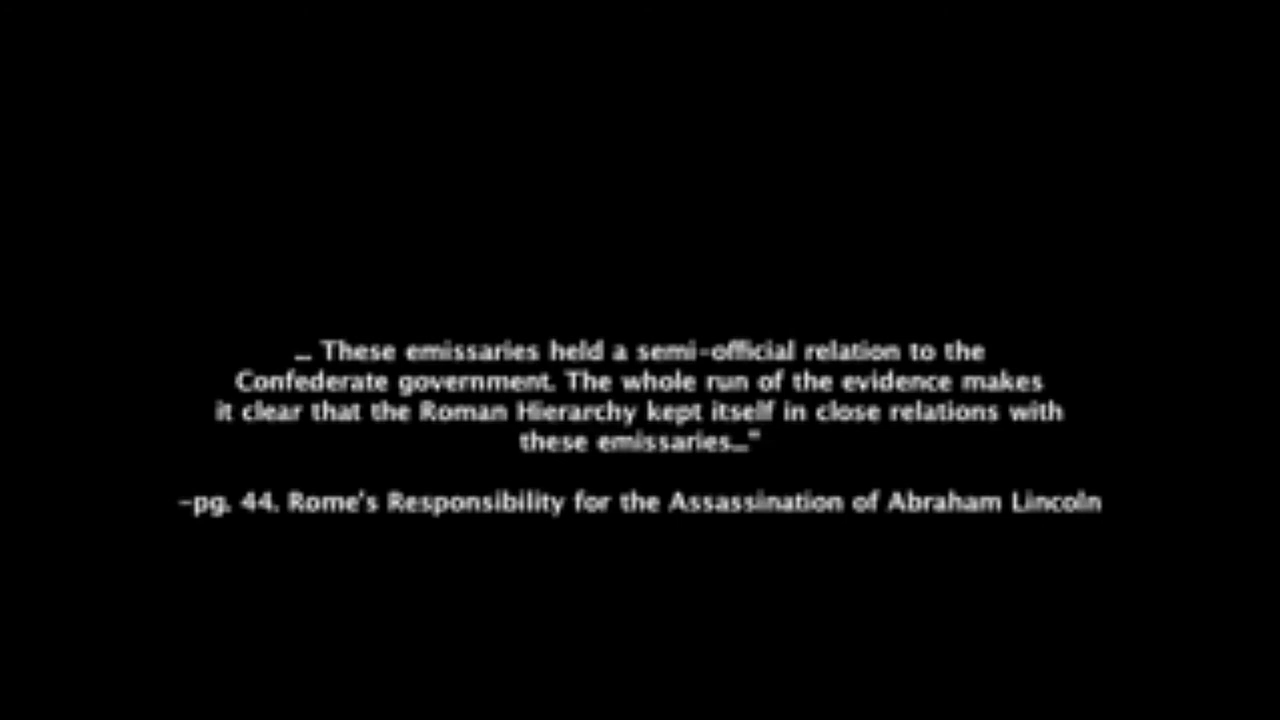 ... These emissaries held a semi-official relation to the
Confederate government. The whole run of the evidence makes
it clear that the Roman Hierarchy kept itself in close relations with
these emissaries..."
-pg. 44. Rome's Responsibility for the Assassination of Abraham Lincoln